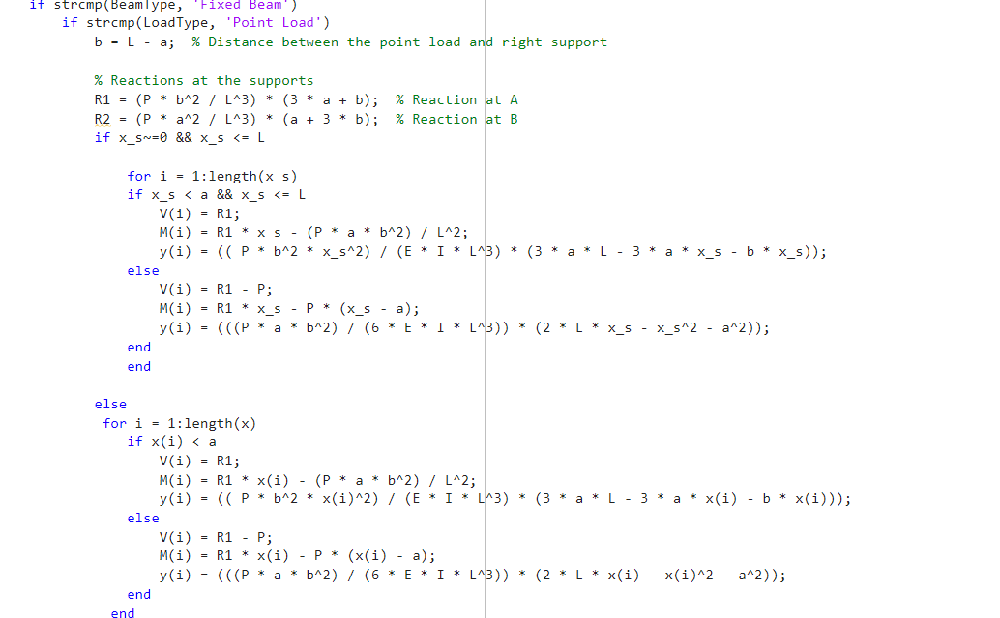 if strcmp(BeamType, 'Fixed Beam')
if strcmp(LoadType, 'Point Load')
b = L - a;  % Distance between the point load and right support
% Reactions at the supports
R1 = (P * b^2 / L^3) * (3 * a + b);  % Reaction at A
R2 = (P * a^2 / L^3) * (a + 3 * b);  % Reaction at B
if x_s~=0 && x_s <= L
for i = 1:length(x_s)
if x_s < a && x_s <= L
V(i) = R1;
M(i) = R1 * x_s - (P * a * b^2) / L^2;
y(i) = (( P * b^2 * x_s^2) / (E * I * L^3) * (3 * a * L - 3 * a * x_s - b * x_s));
else
V(i) = R1 - P;
M(i) = R1 * x_s - P * (x_s - a);
y(i) = (((P * a * b^2) / (6 * E * I * L^3)) * (2 * L * x_s - x_s^2 - a^2));
end
end
else
for i = 1:length(x)
if x(i) < a
V(i) = R1;
M(i) = R1 * x(i) - (P * a * b^2) / L^2;
y(i) = (( P * b^2 * x(i)^2) / (E * I * L^3) * (3 * a * L - 3 * a * x(i) - b * x(i)));
else
V(i) = R1 - P;
M(i) = R1 * x(i) - P * (x(i) - a);
y(i) = (((P * a * b^2) / (6 * E * I * L^3)) * (2 * L * x(i) - x(i)^2 - a^2));
end
end